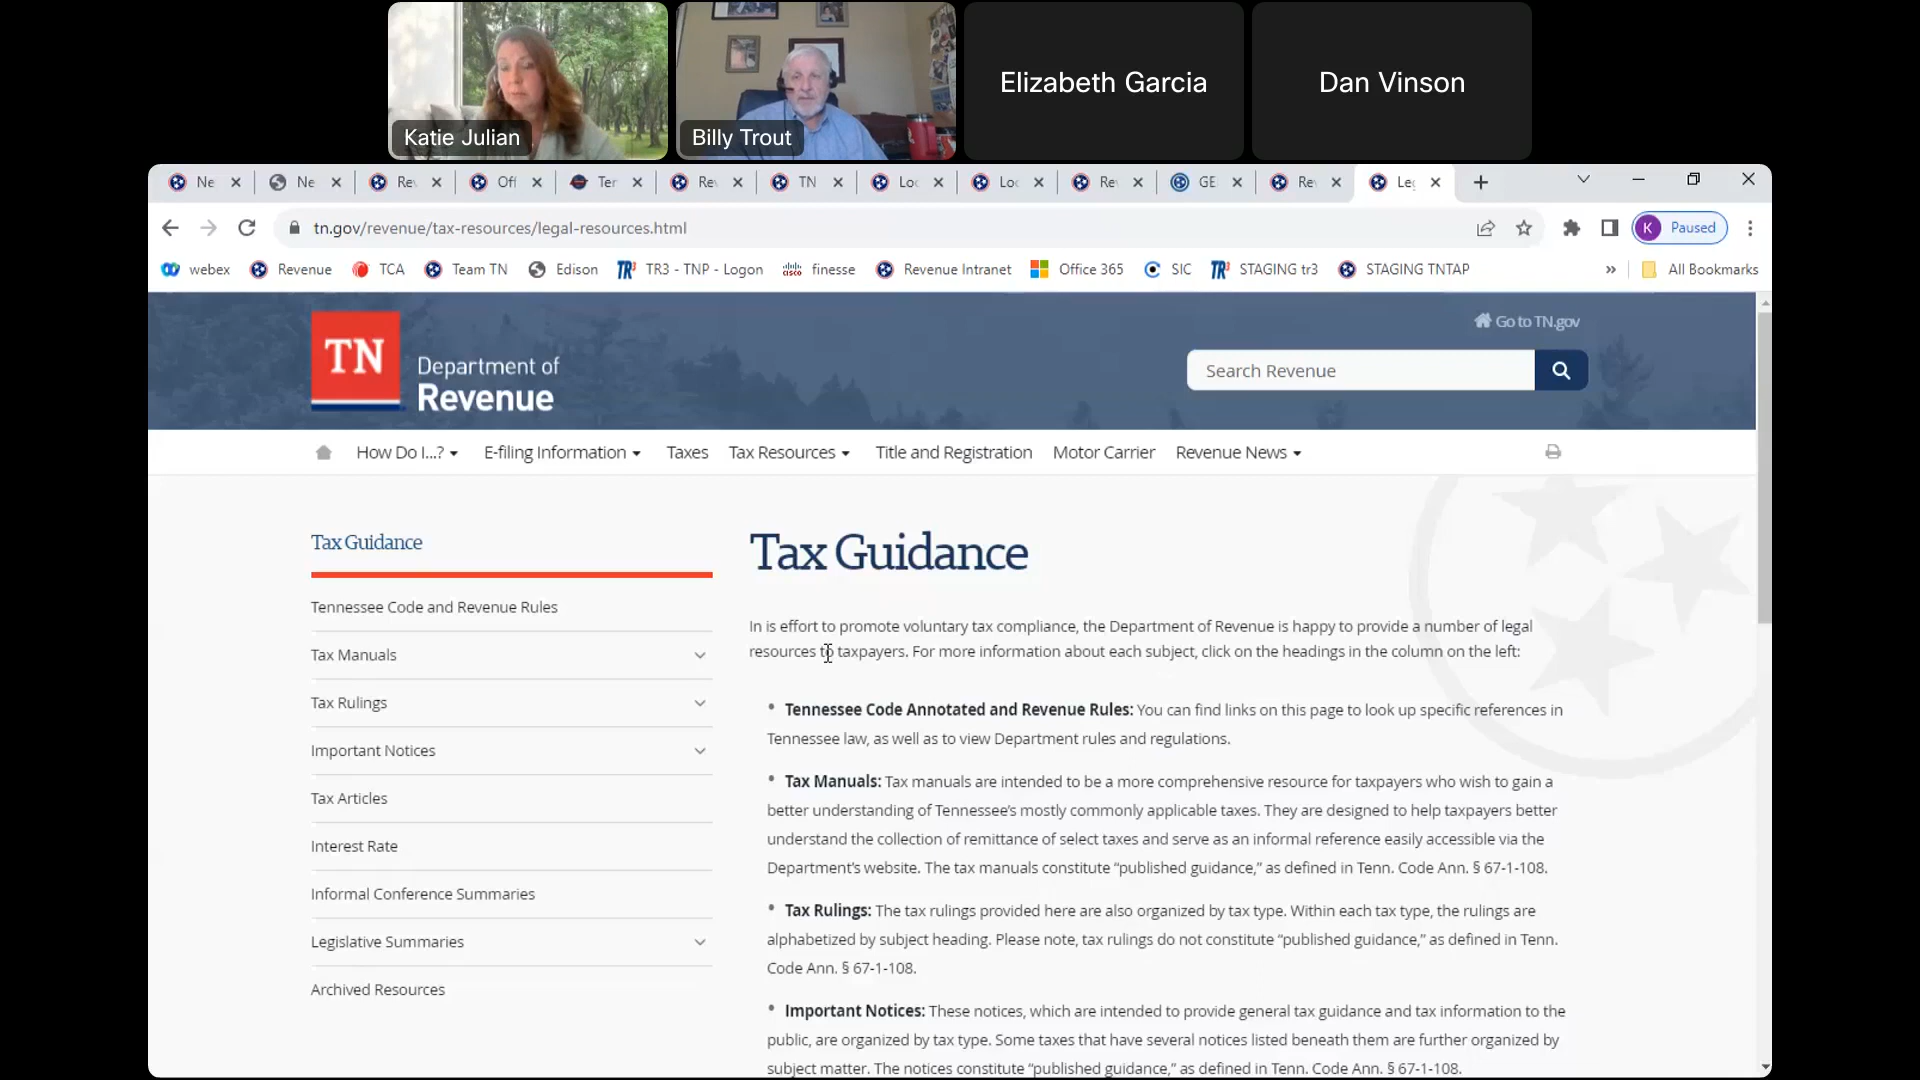 Katie Julian
Billy Trout
Elizabeth Garcia
Dan Vinson
Ne
Ne
Rev
Off
Ter
Rev
TN
Loc
Loc
Rev
GE
Rev
Leg
tn.gov/revenue/tax-resources/legal-resources.html
K Paused
webex Revenue TCA Team TN Edison TR3 - TNP - Logon finesse Revenue Intranet Office 365 SIC STAGING tr3 STAGING TNTAP » All Bookmarks
Go to TN.gov
TN Department of
Revenue
Search Revenue
How Do I...? E-filing Information Taxes Tax Resources Title and Registration Motor Carrier Revenue News
Tax Guidance
Tennessee Code and Revenue Rules
Tax Manuals
Tax Rulings
Important Notices
Tax Articles
Interest Rate
Informal Conference Summaries
Legislative Summaries
Archived Resources
Tax Guidance
In is effort to promote voluntary tax compliance, the Department of Revenue is happy to provide a number of legal
resources to taxpayers. For more information about each subject, click on the headings in the column on the left:
• Tennessee Code Annotated and Revenue Rules: You can find links on this page to look up specific references in
Tennessee law, as well as to view Department rules and regulations.
• Tax Manuals: Tax manuals are intended to be a more comprehensive resource for taxpayers who wish to gain a
better understanding of Tennessee's mostly commonly applicable taxes. They are designed to help taxpayers better
understand the collection of remittance of select taxes and serve as an informal reference easily accessible via the
Department's website. The tax manuals constitute “published guidance,” as defined in Tenn. Code Ann. § 67-1-108.
• Tax Rulings: The tax rulings provided here are also organized by tax type. Within each tax type, the rulings are
alphabetized by subject heading. Please note, tax rulings do not constitute “published guidance,” as defined in Tenn.
Code Ann. § 67-1-108.
• Important Notices: These notices, which are intended to provide general tax guidance and tax information to the
public, are organized by tax type. Some taxes that have several notices listed beneath them are further organized by
subject matter. The notices constitute “published guidance,” as defined in Tenn. Code Ann. § 67-1-108.